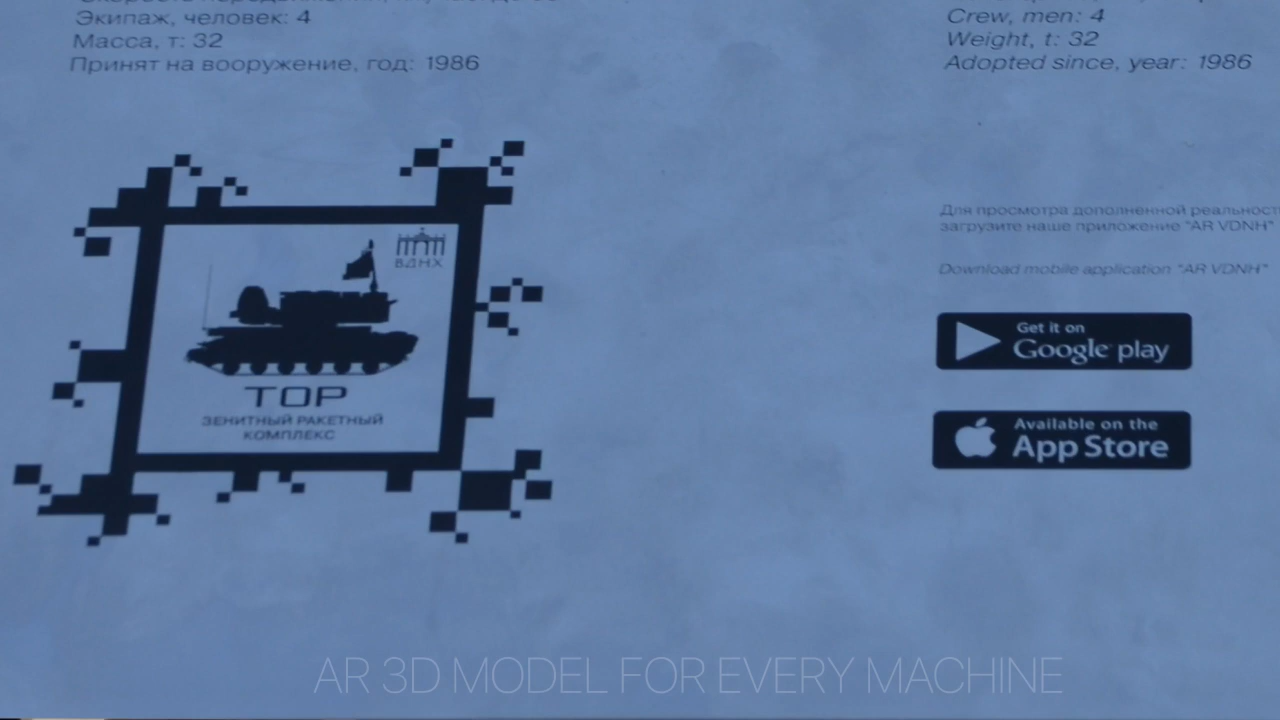 Экипаж, человек: 4
Масса, т: 32
Принят на вооружение, год: 1986
Crew, men: 4
Weight, t: 32
Adopted since, year: 1986
ВДНХ
ТОР
ЗЕНИТНЫЙ РАКЕТНЫЙ
КОМПЛЕКС
Для просмотра дополненной
загрузите наше приложение "AR VDNH"
Download mobile application "AR VDNH"
Get it on
Google play
Available on the
App Store
AR 3D MODEL FOR EVERY MACHINE